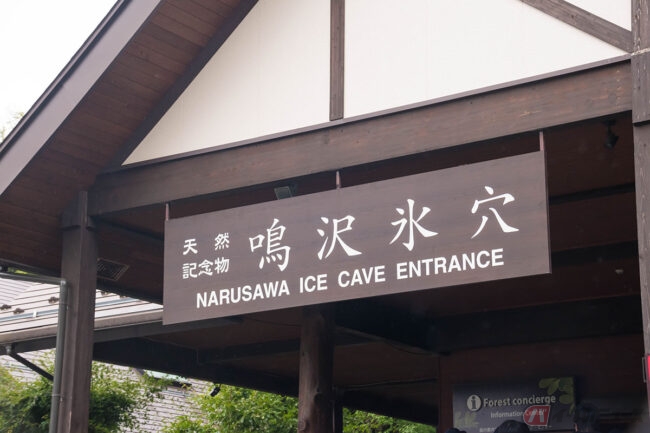 天然
記念物
鳴沢氷穴
NARUSAWA ICE CAVE ENTRANCE
i Forest concierge
Information Center